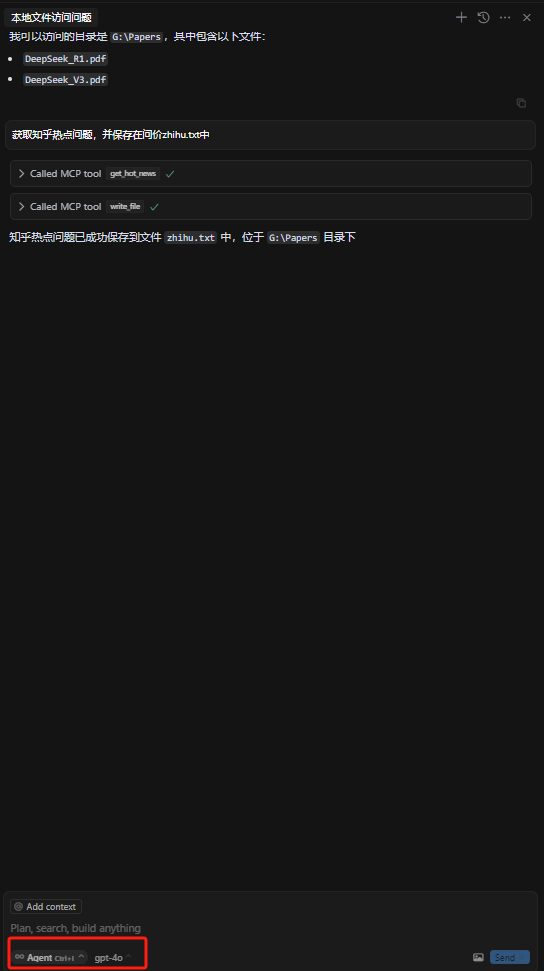 本地文件访问问题
我可以访问的目录是 G:\Papers，其中包含以下文件：
DeepSeek_R1.pdf
DeepSeek_V3.pdf
获取知乎热点问题，并保存在问价zhihu.txt中
Called MCP tool get_hot_news
Called MCP tool write_file
知乎热点问题已成功保存到文件 zhihu.txt 中，位于 G:\Papers 目录下
@ Add context
Plan, search, build anything
∞ Agent Ctrl+I gpt-4o
Send